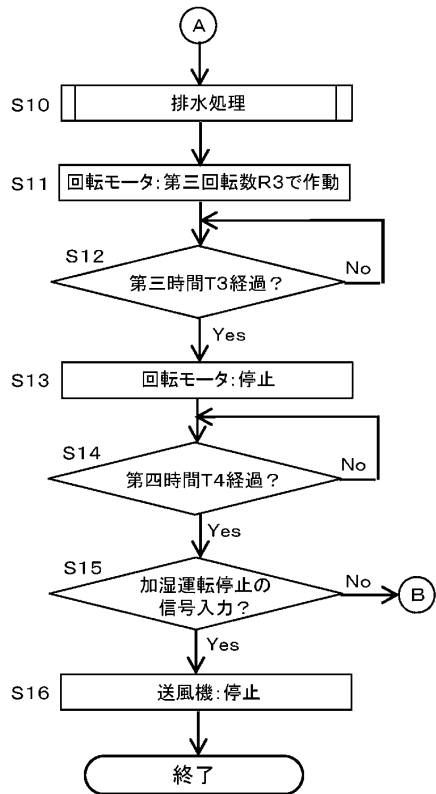 A
S10
排水処理
S11
回転モータ:第三回転数R3で作動
S12
第三時間T3経過?
No
Yes
S13
回転モータ:停止
S14
第四時間T4経過?
No
Yes
S15
加湿運転停止の
信号入力?
No
B
Yes
S16
送風機:停止
終了